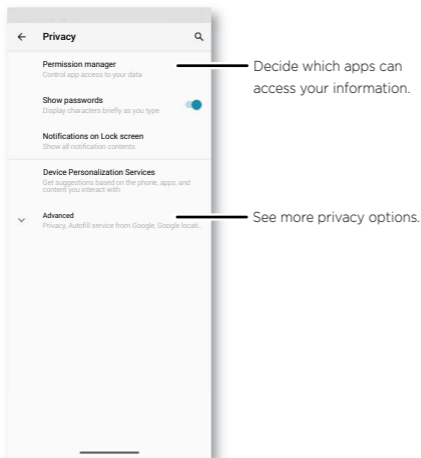 Privacy
Permission manager
Control app access to your data
Decide which apps can
access your information.
Show passwords
Display characters briefly as you type
Notifications on Lock screen
Show all notification contents
Device Personalization Services
Get suggestions based on the phone, apps, and
content you interact with
Advanced
Privacy, Autofill service from Google, Google locati..
See more privacy options.